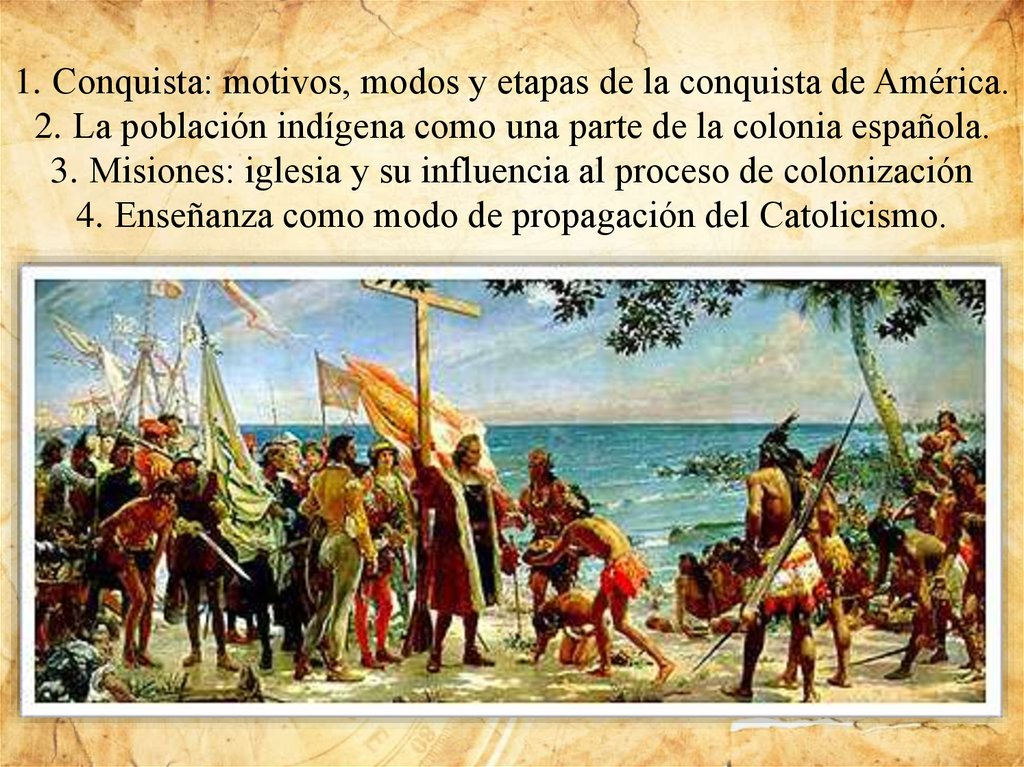 1. Conquista: motivos, modos y etapas de la conquista de América.
2. La población indígena como una parte de la colonia española.
3. Misiones: iglesia y su influencia al proceso de colonización
4. Enseñanza como modo de propagación del Catolicismo.